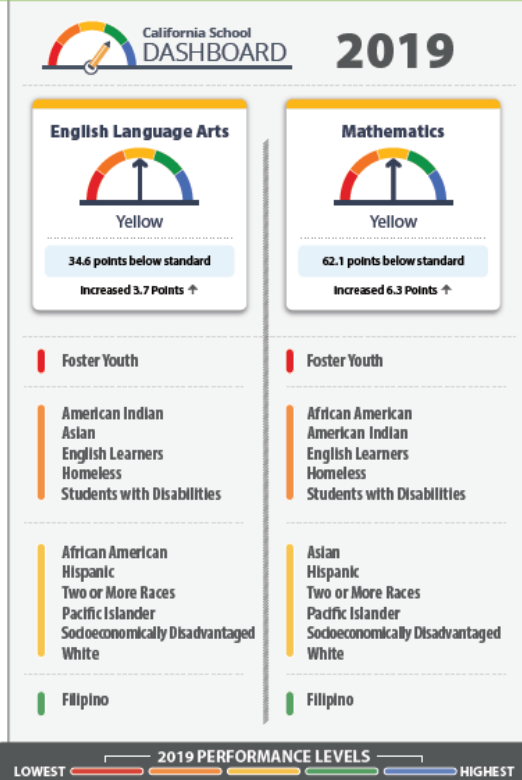 California School
DASHBOARD
2019
English Language Arts
Yellow
34.6 points below standard
Increased 3.7 Points ↑
Foster Youth
American Indian
Asian
English Learners
Homeless
Students with Disabilities
African American
Hispanic
Two or More Races
Pacific Islander
Socioeconomically Disadvantaged
White
Filipino
Mathematics
Yellow
62.1 points below standard
Increased 6.3 Points ↑
Foster Youth
African American
American Indian
English Learners
Homeless
Students with Disabilities
Asian
Hispanic
Two or More Races
Pacific Islander
Socioeconomically Disadvantaged
White
Filipino
2019 PERFORMANCE LEVELS
LOWEST
HIGHEST